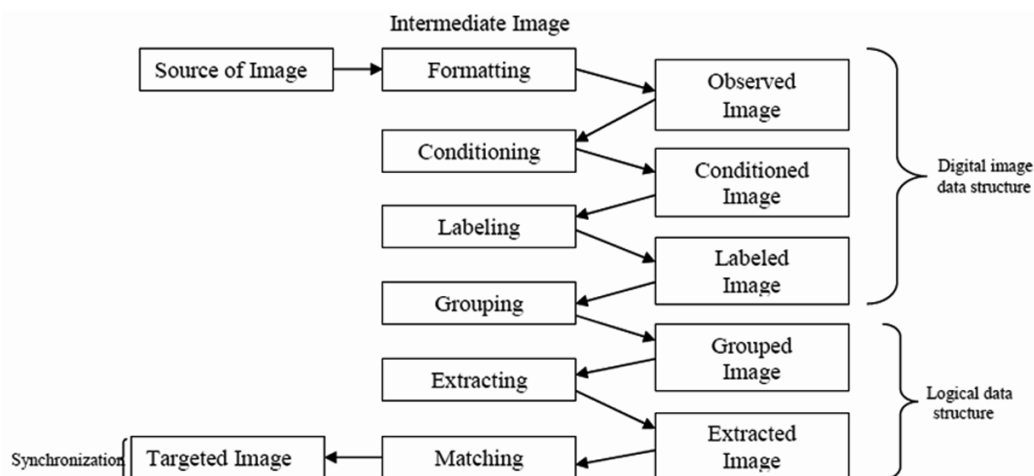 Intermediate Image
Source of Image
Formatting
Observed
Image
Conditioning
Conditioned
Image
Digital image
data structure
Labeling
Labeled
Image
Grouping
Grouped
Image
Extracting
Logical data
structure
Extracted
Image
Synchronization
Targeted Image
Matching